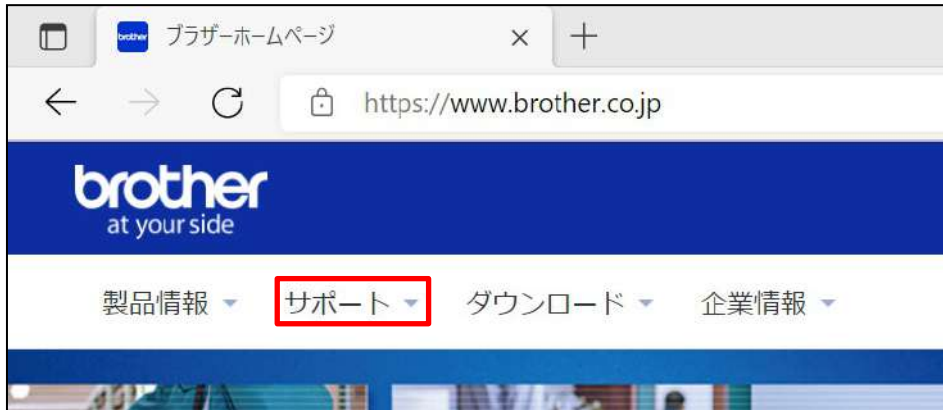 ブラザーホームページ
https://www.brother.co.jp
brother
at your side
製品情報 サポート ダウンロード 企業情報